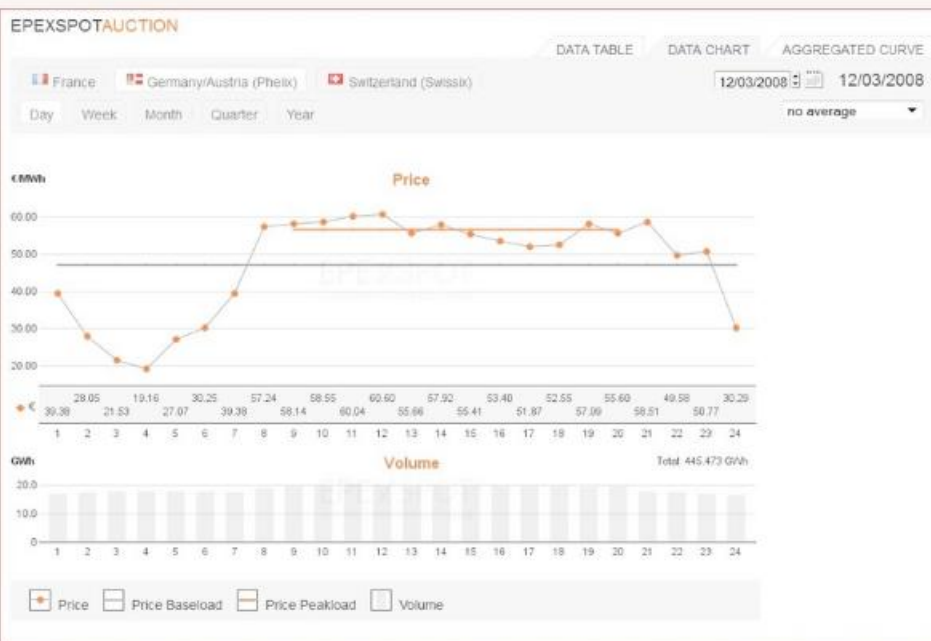 EPEXSPOTAUCTION
DATA TABLE DATA CHART AGGREGATED CURVE
France Germany/Austria (Phelix) Switzerland (Swissix) 12/03/2008 12/03/2008
Day Week Month Quarter Year no average
€/MWh Price
60.00
50.00
EPEXSPOT
40.00
30.00
20.00
28.05 19.16 30.25 57.24 58.55 60.60 57.92 53.40 52.55 55.60 49.58 30.29
€ 39.38 21.53 27.07 39.38 58.14 60.04 55.66 55.41 51.87 58.51 50.77
1 2 3 4 5 6 7 8 9 10 11 12 13 14 15 16 17 18 19 20 21 22 23 24
GWh Volume Total: 445.473 GWh
20.0
10.0
0
1 2 3 4 5 6 7 8 9 10 11 12 13 14 15 16 17 18 19 20 21 22 23 24
Price Price Baseload Price Peakload Volume